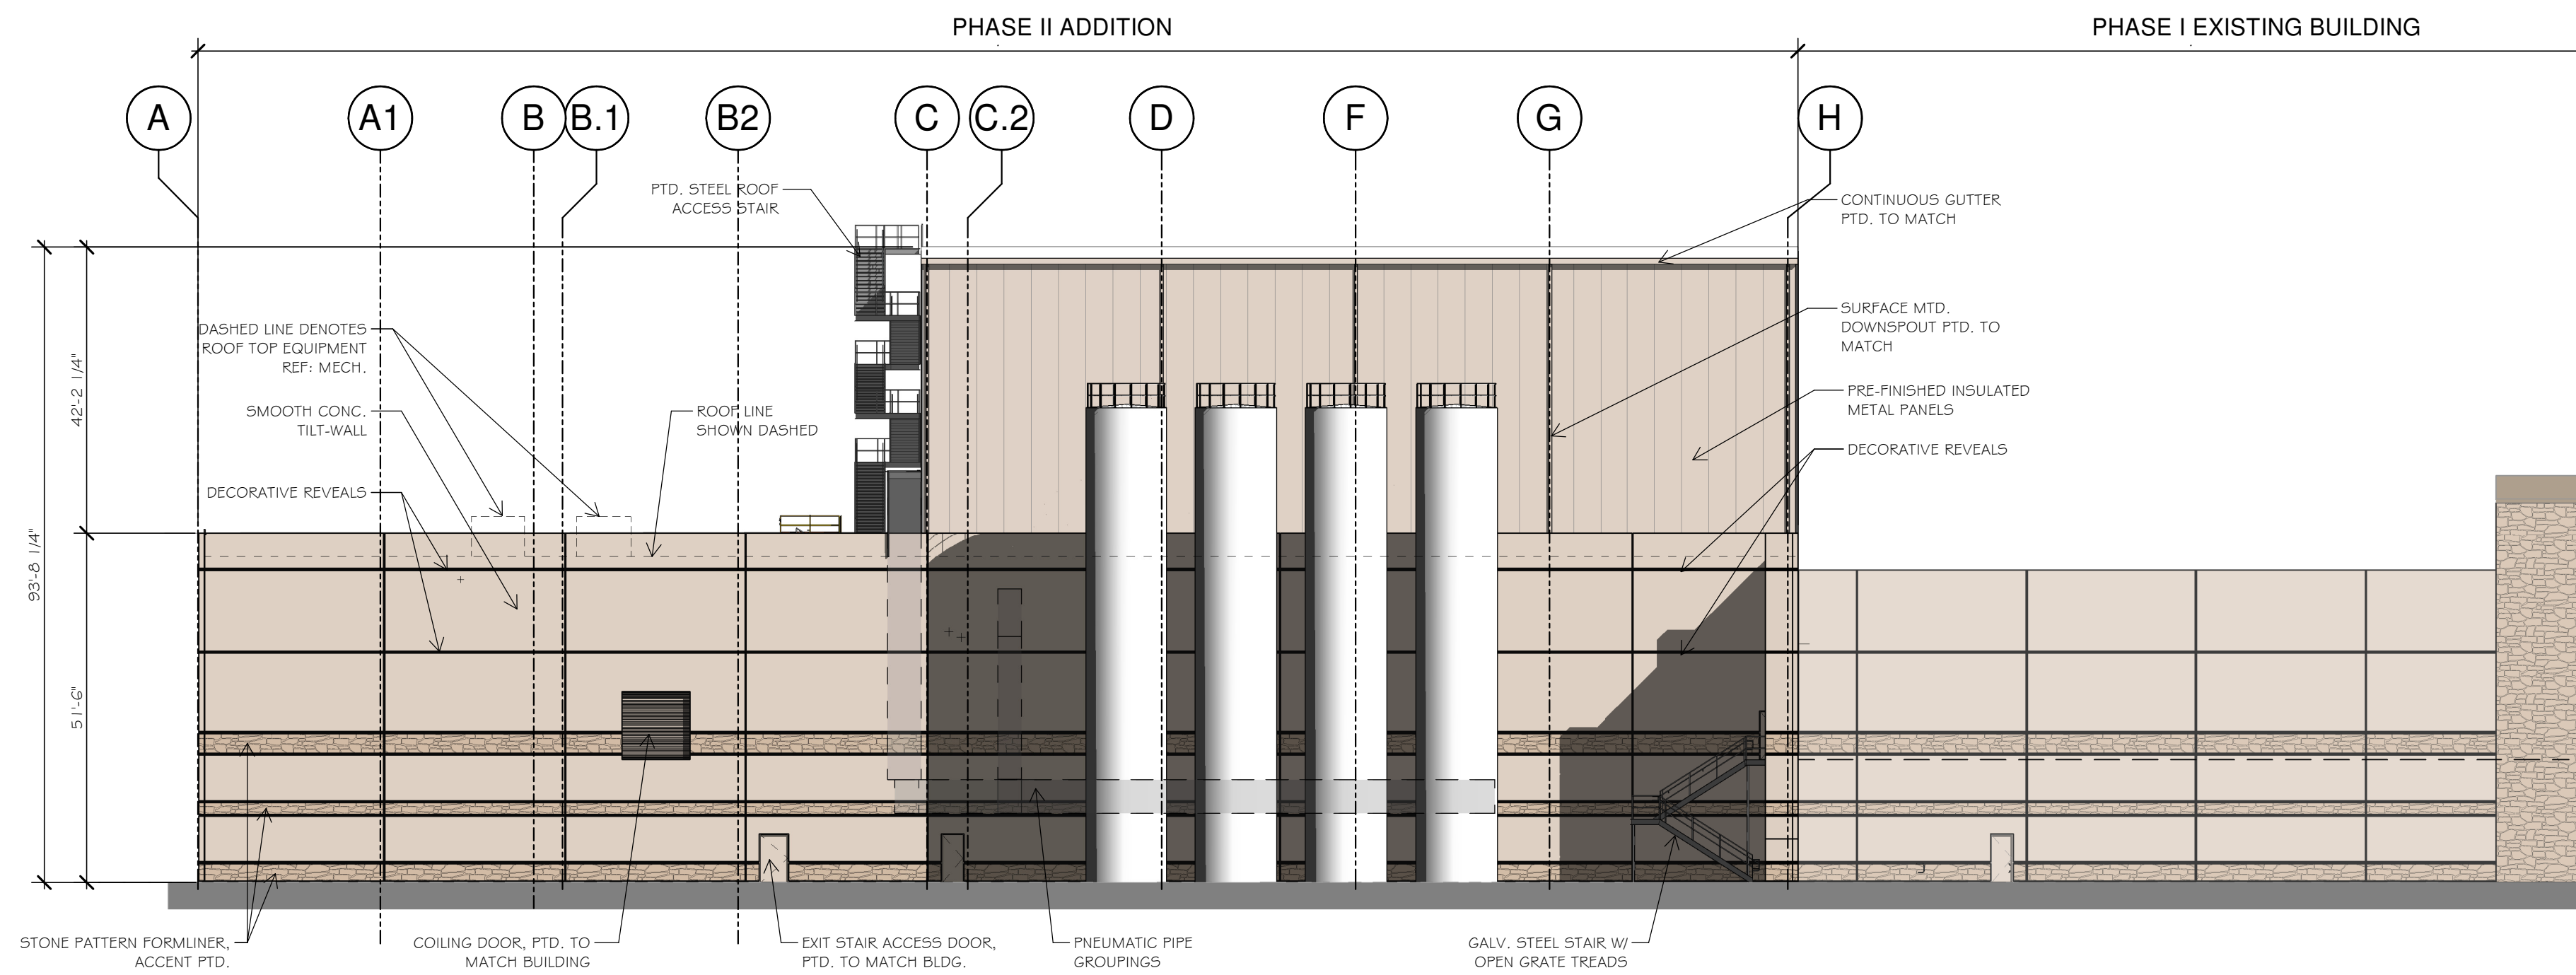 PHASE II ADDITION
PHASE I EXISTING BUILDING
A
A1
B
B.1
B2
C
C.2
D
F
G
H
PTD. STEEL ROOF
ACCESS STAIR
CONTINUOUS GUTTER
PTD. TO MATCH
DASHED LINE DENOTES
ROOF TOP EQUIPMENT
REF: MECH.
SURFACE MTD.
DOWNSPOUT PTD. TO
MATCH
SMOOTH CONC.
TILT-WALL
ROOF LINE
SHOWN DASHED
PRE-FINISHED INSULATED
METAL PANELS
DECORATIVE REVEALS
DECORATIVE REVEALS
42'-2 1/4"
93'-8 1/4"
51'-6"
STONE PATTERN FORMLINER,
ACCENT PTD.
COILING DOOR, PTD. TO
MATCH BUILDING
EXIT STAIR ACCESS DOOR,
PTD. TO MATCH BLDG.
PNEUMATIC PIPE
GROUPINGS
GALV. STEEL STAIR W/
OPEN GRATE TREADS